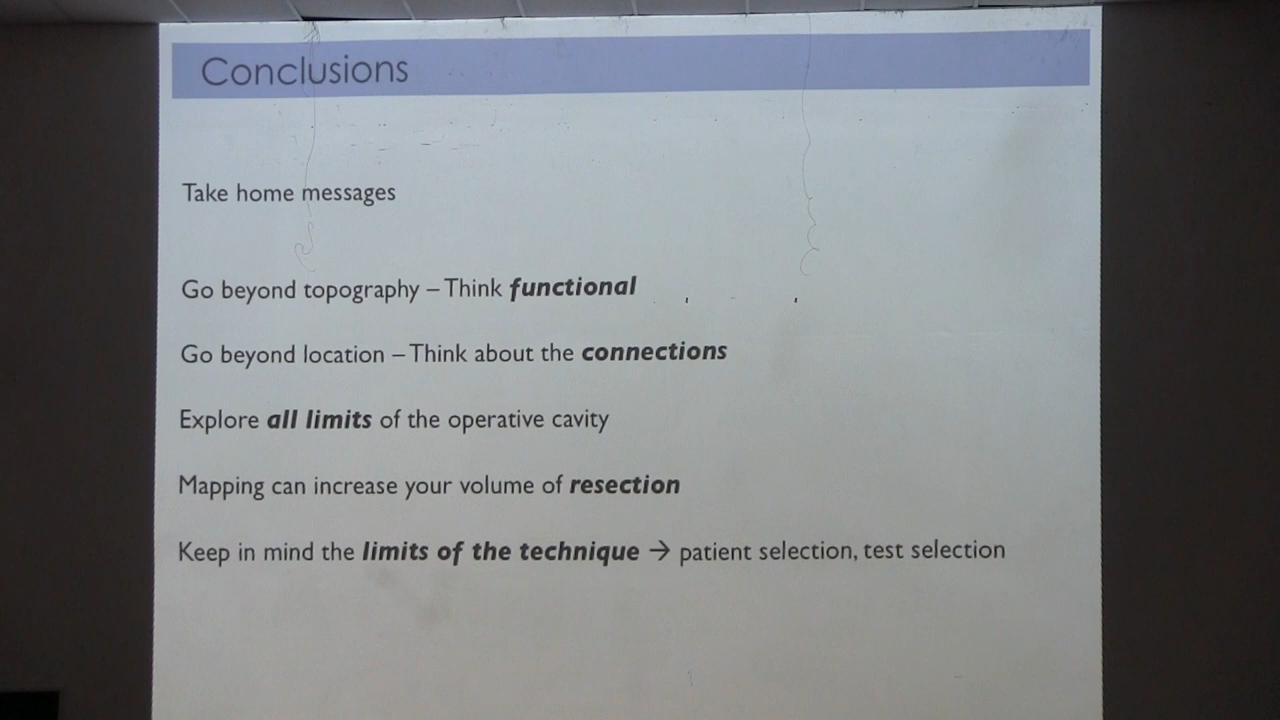 Conclusions
Take home messages
Go beyond topography – Think functional
Go beyond location – Think about the connections
Explore all limits of the operative cavity
Mapping can increase your volume of resection
Keep in mind the limits of the technique → patient selection, test selection